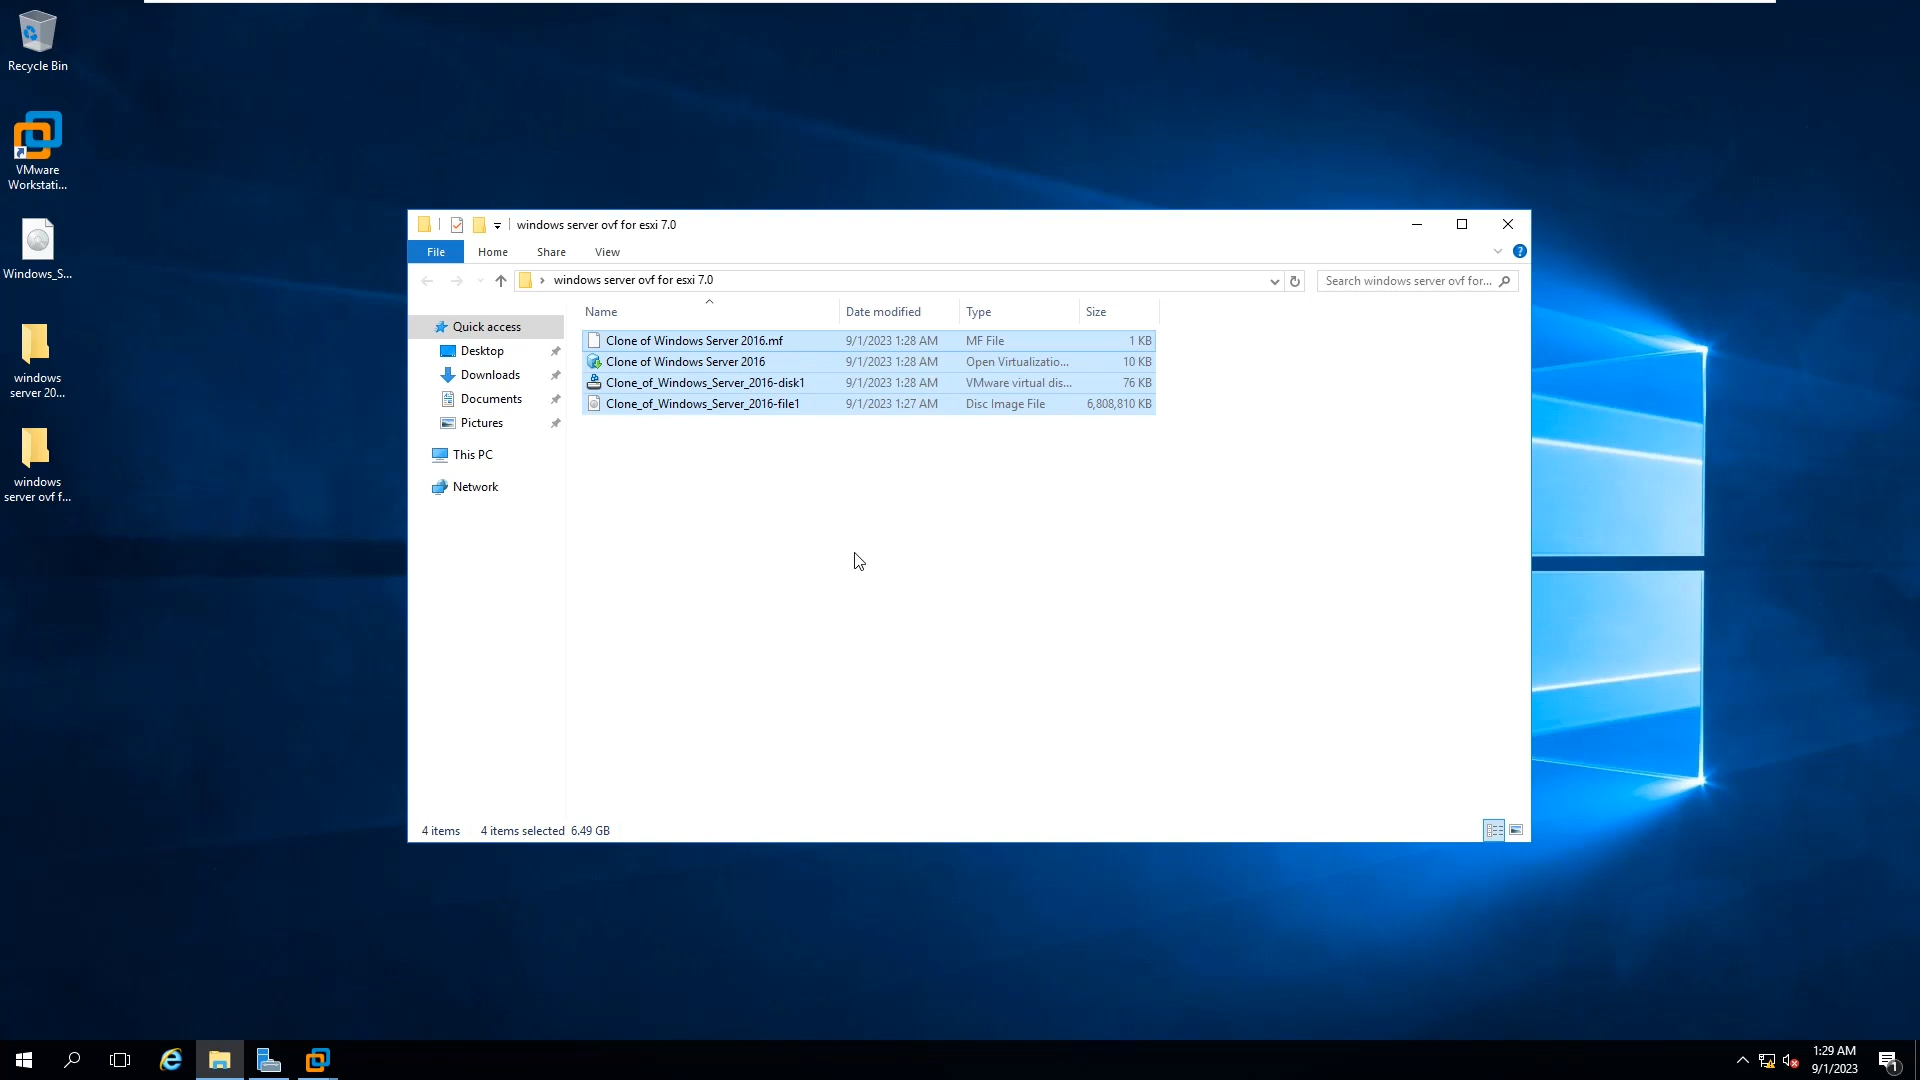 Recycle Bin
VMware
Workstati...
Windows_S...
windows
server 20...
windows
server ovf f...
windows server ovf for esxi 7.0
File
Home
Share
View
windows server ovf for esxi 7.0
Search windows server ovf for...
Quick access
Desktop
Downloads
Documents
Pictures
This PC
Network
Name
Date modified
Type
Size
Clone of Windows Server 2016.mf
9/1/2023 1:28 AM
MF File
1 KB
Clone of Windows Server 2016
9/1/2023 1:28 AM
Open Virtualizatio...
10 KB
Clone_of_Windows_Server_2016-disk1
9/1/2023 1:28 AM
VMware virtual dis...
76 KB
Clone_of_Windows_Server_2016-file1
9/1/2023 1:27 AM
Disc Image File
6,808,810 KB
4 items
4 items selected 6.49 GB
1:29 AM
9/1/2023
1